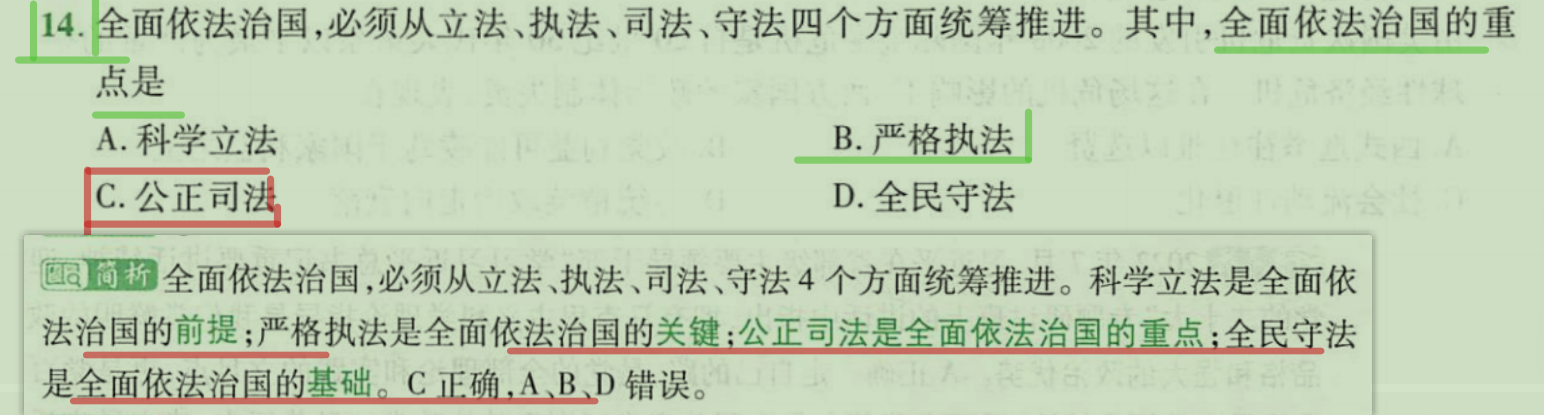 14. 全面依法治国,必须从立法、执法、司法、守法四个方面统筹推进。其中,全面依法治国的重
点是
A. 科学立法
B. 严格执法
C. 公正司法
D. 全民守法
简析 全面依法治国,必须从立法、执法、司法、守法 4 个方面统筹推进。科学立法是全面依
法治国的前提;严格执法是全面依法治国的关键;公正司法是全面依法治国的重点;全民守法
是全面依法治国的基础。C 正确,A、B、D 错误。